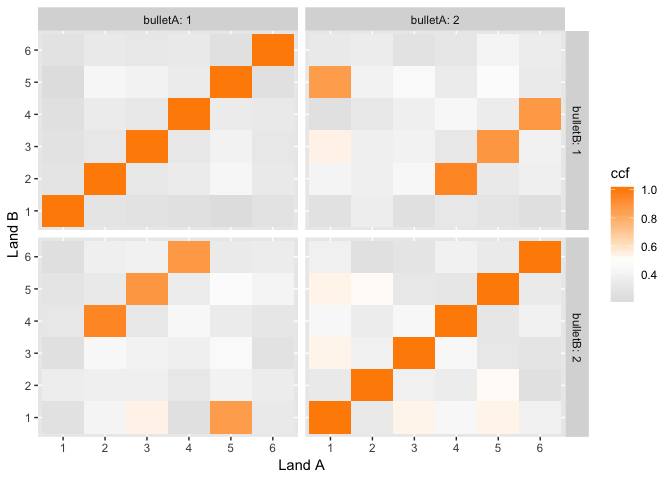 bulletA: 1
bulletA: 2
6
5
4
3
2
1
bulletB: 1
6
5
4
3
2
1
bulletB: 2
Land B
1 2 3 4 5 6
1 2 3 4 5 6
Land A
ccf
1.0
0.8
0.6
0.4